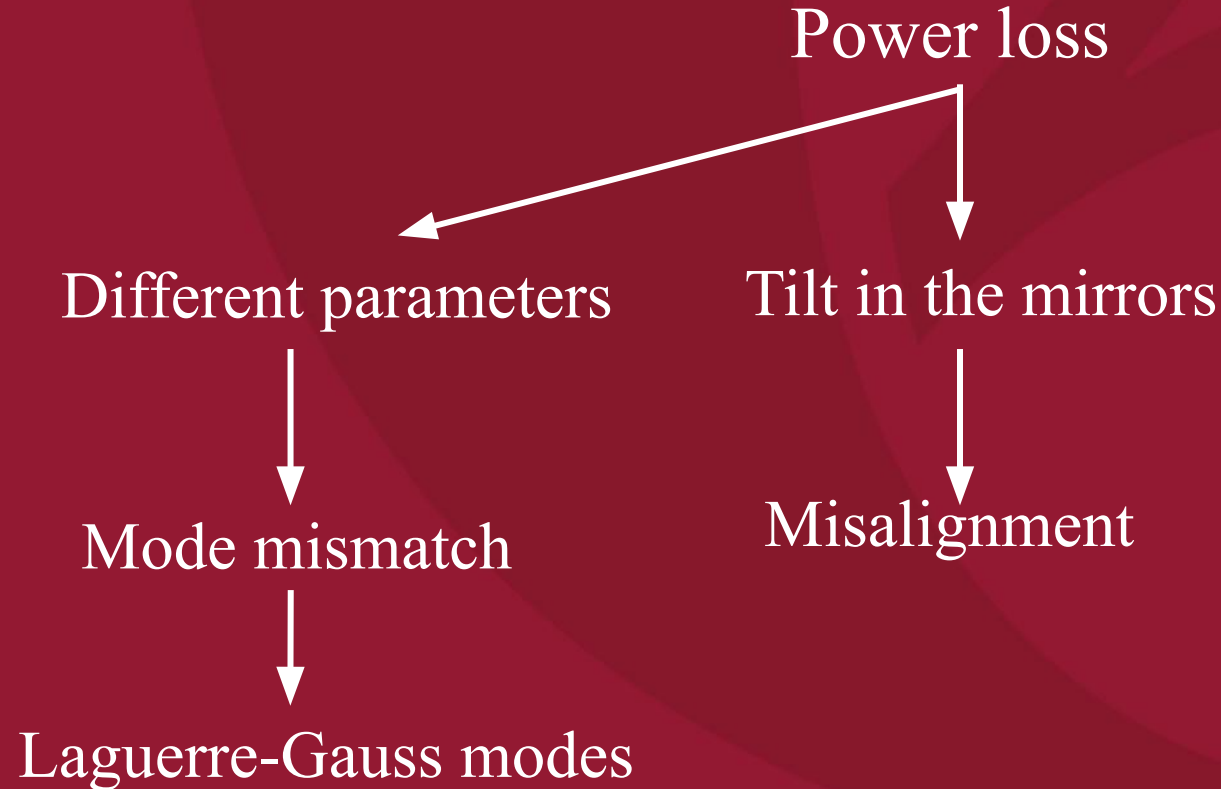 Power loss
Different parameters
Tilt in the mirrors
Mode mismatch
Misalignment
Laguerre-Gauss modes